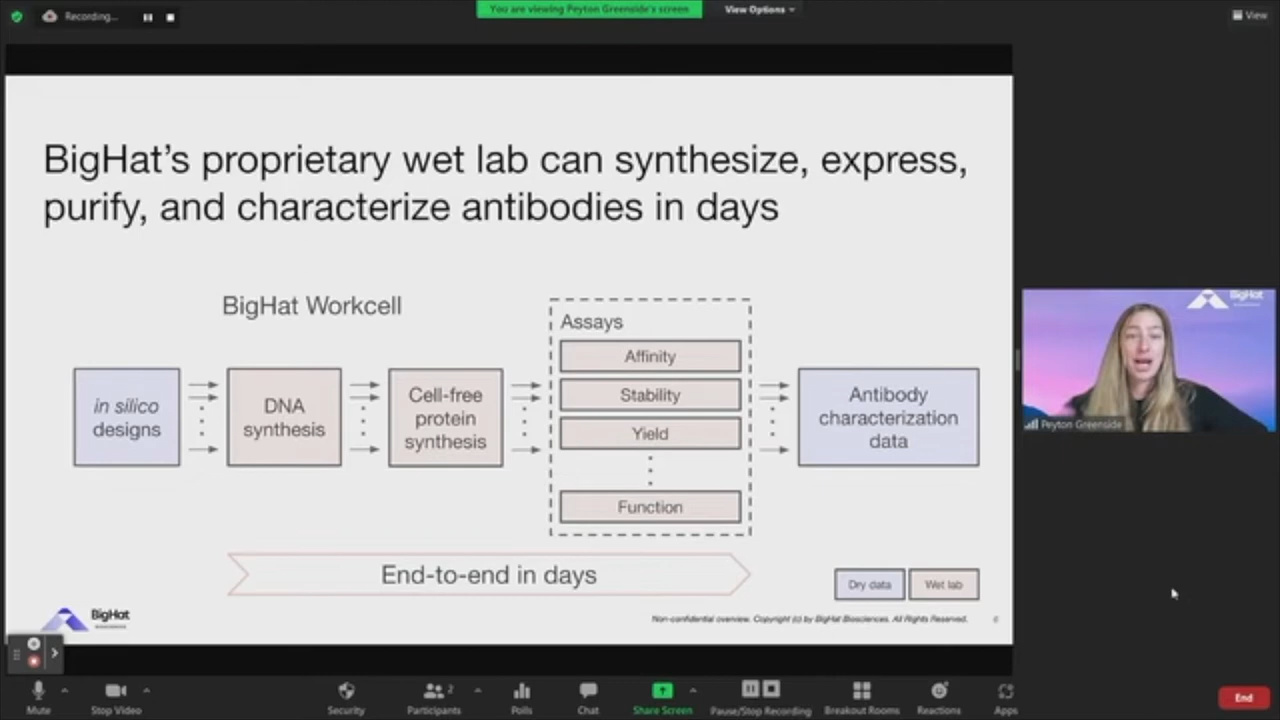 Recording...
You are viewing Peyton Greenside's screen
View Options
View
BigHat's proprietary wet lab can synthesize, express,
purify, and characterize antibodies in days
BigHat Workcell
in silico
designs
DNA
synthesis
Cell-free
protein
synthesis
Assays
Affinity
Stability
Yield
Function
Antibody
characterization
data
End-to-end in days
Dry data
Wet lab
BigHat
BIOSCIENCES
Non-confidential overview. Copyright (c) by BigHat Biosciences. All Rights Reserved.
6
BigHat
Peyton Greenside
Mute
Stop Video
Security
Participants
2
Polls
Chat
Share Screen
Pause/Stop Recording
Breakout Rooms
Reactions
Apps
End